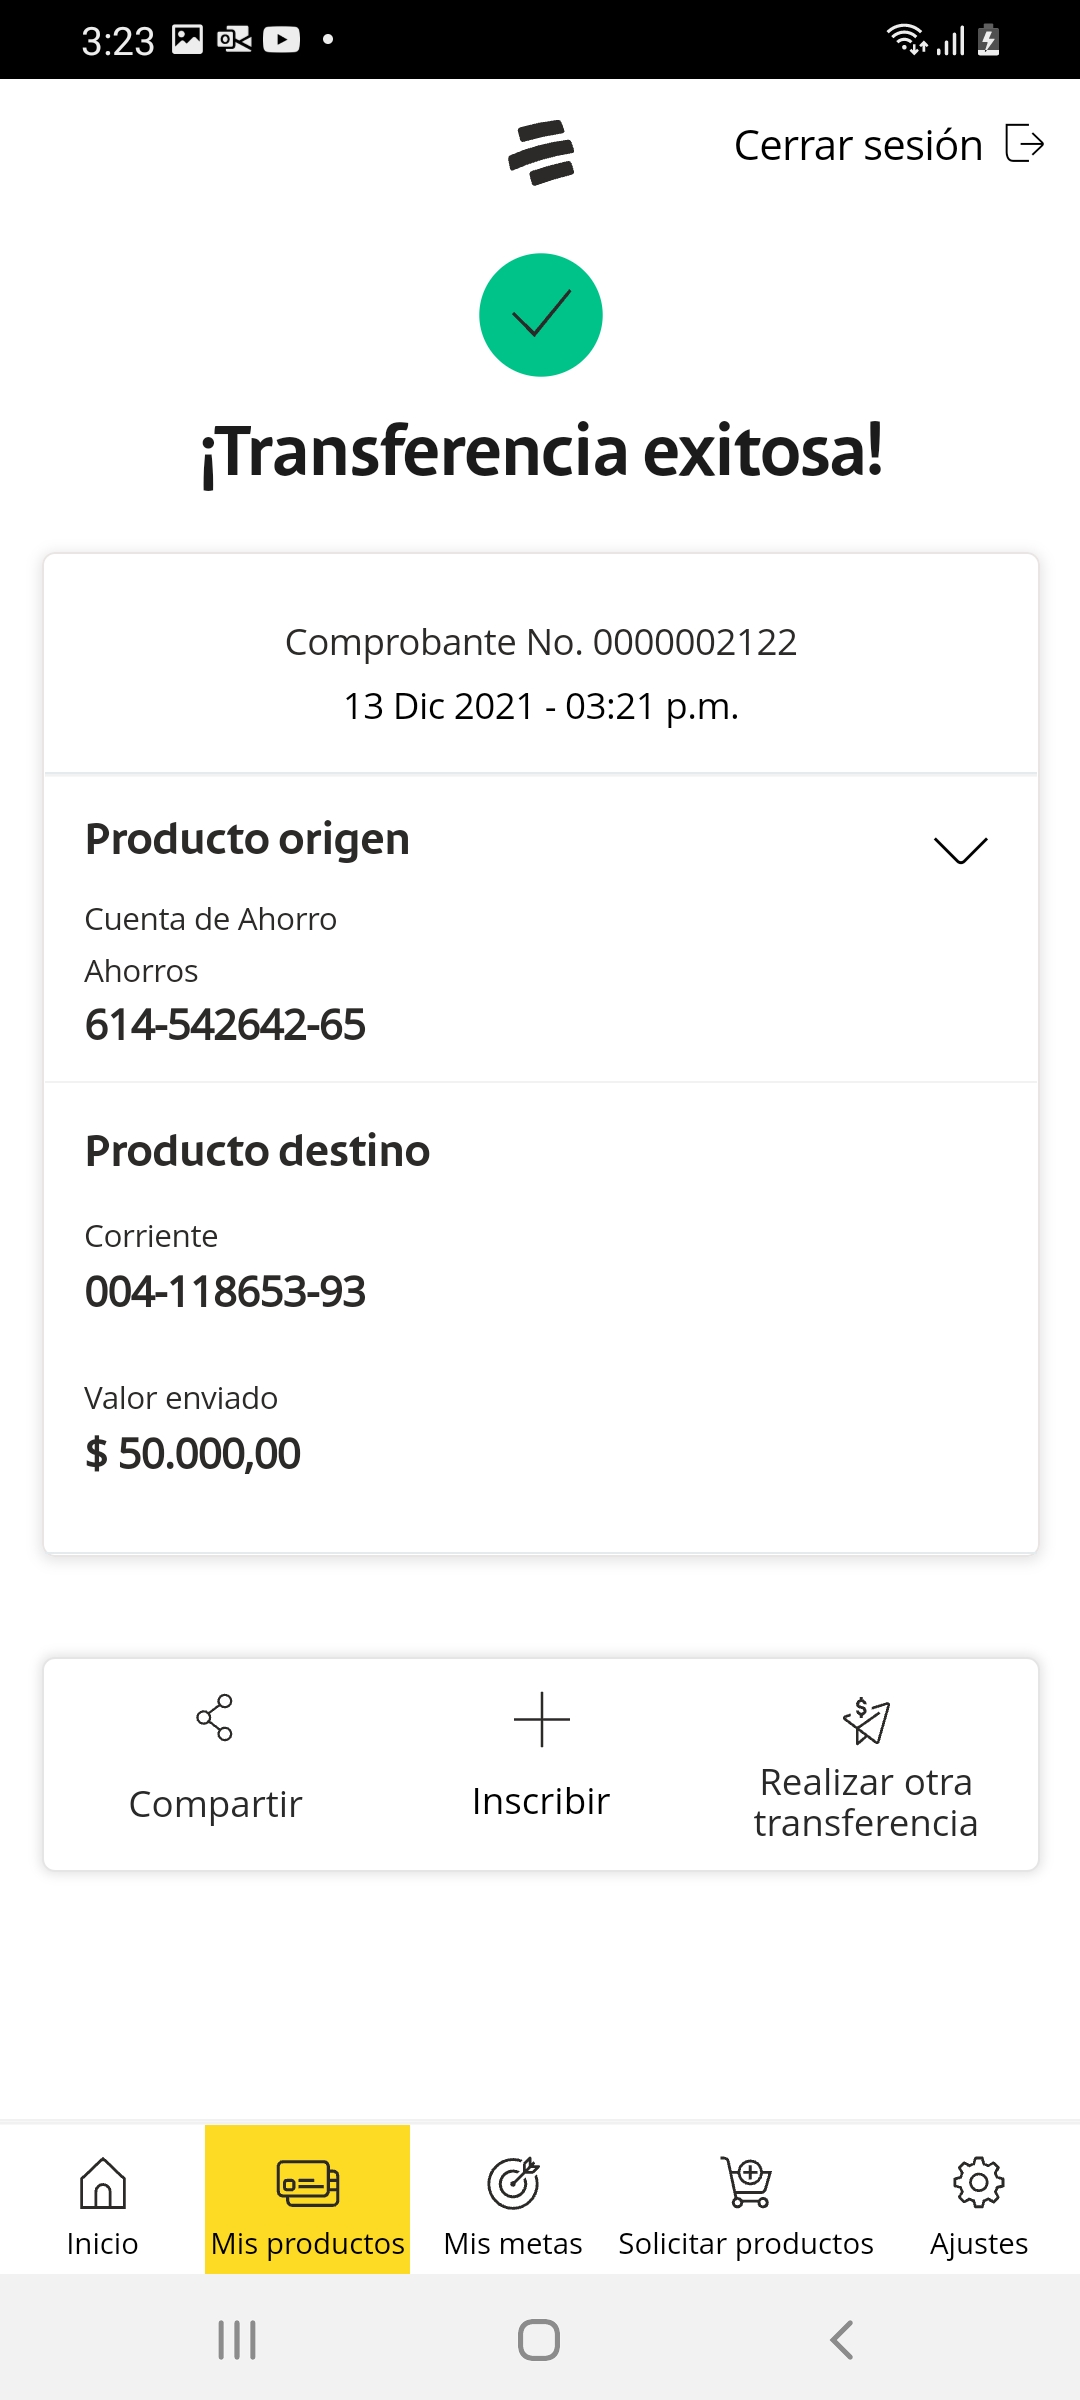 3:23
Cerrar sesión
¡Transferencia exitosa!
Comprobante No. 0000002122
13 Dic 2021 - 03:21 p.m.
Producto origen
Cuenta de Ahorro
Ahorros
614-542642-65
Producto destino
Corriente
004-118653-93
Valor enviado
$ 50.000,00
Compartir
Inscribir
Realizar otra
transferencia
Inicio
Mis productos
Mis metas
Solicitar productos
Ajustes